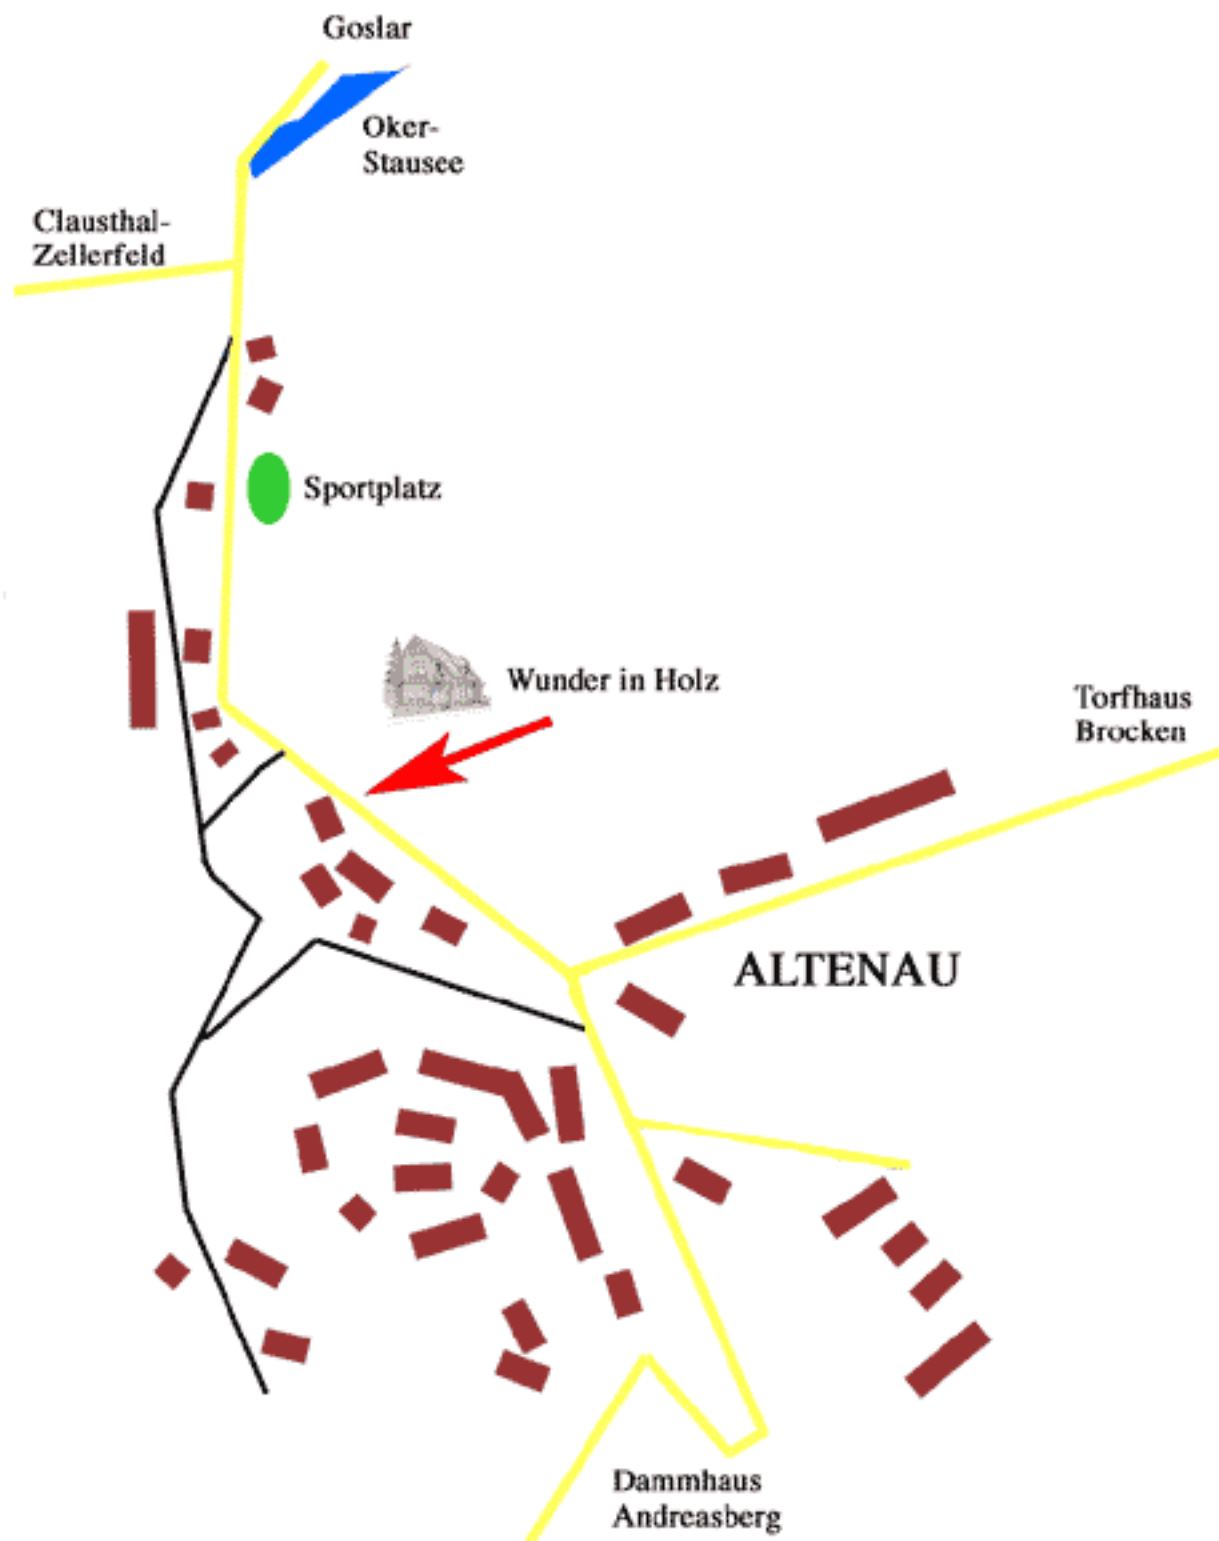 Goslar
Oker-
Stausee
Clausthal-
Zellerfeld
Sportplatz
Wunder in Holz
Torfhaus
Brocken
ALTENAU
Dammhaus
Andreasberg